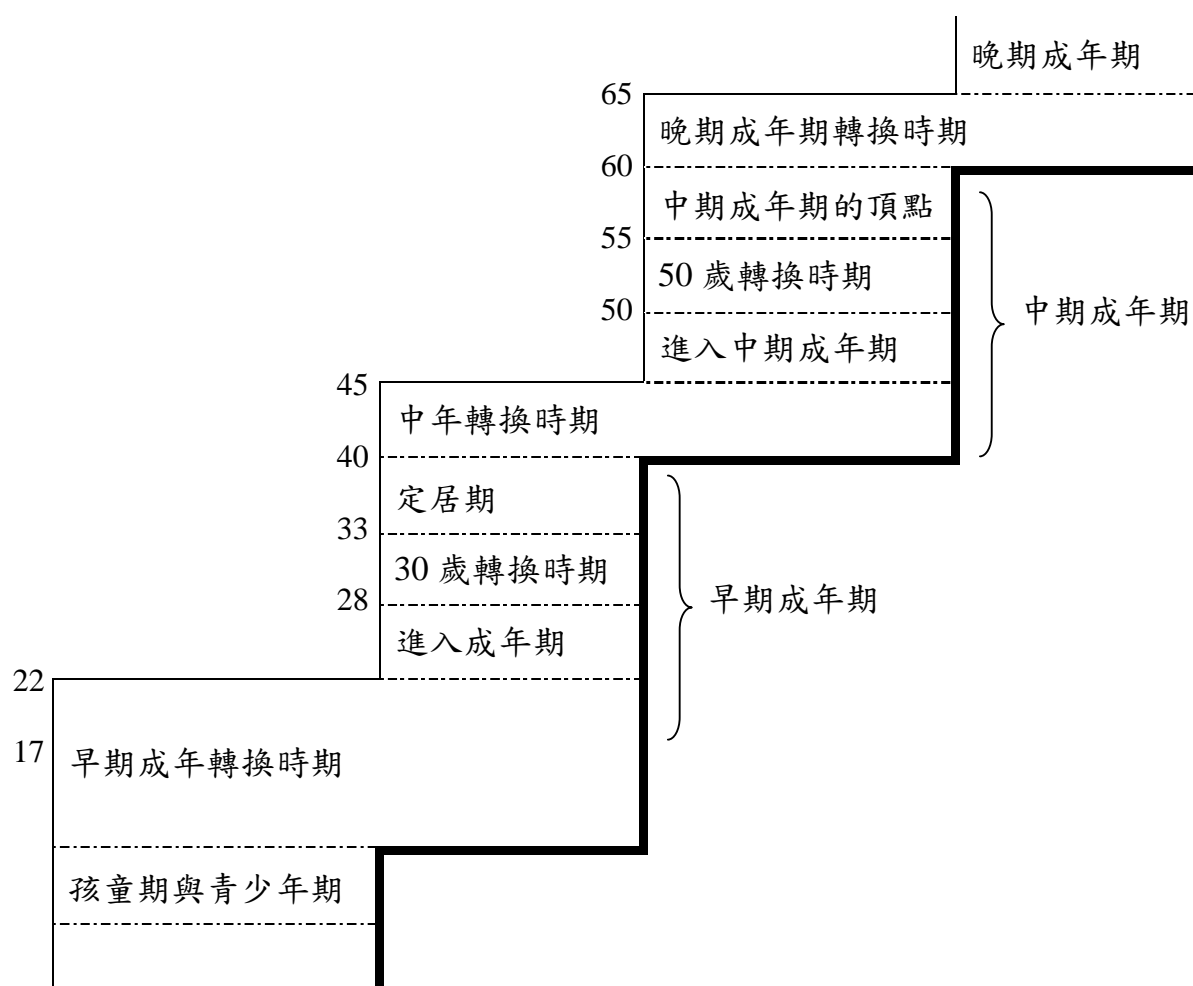 晚期成年期
65
晚期成年期轉換時期
60
中期成年期的頂點
55
50 歲轉換時期
50
中期成年期
進入中期成年期
45
中年轉換時期
40
定居期
33
30 歲轉換時期
28
早期成年期
進入成年期
22
17
早期成年轉換時期
孩童期與青少年期